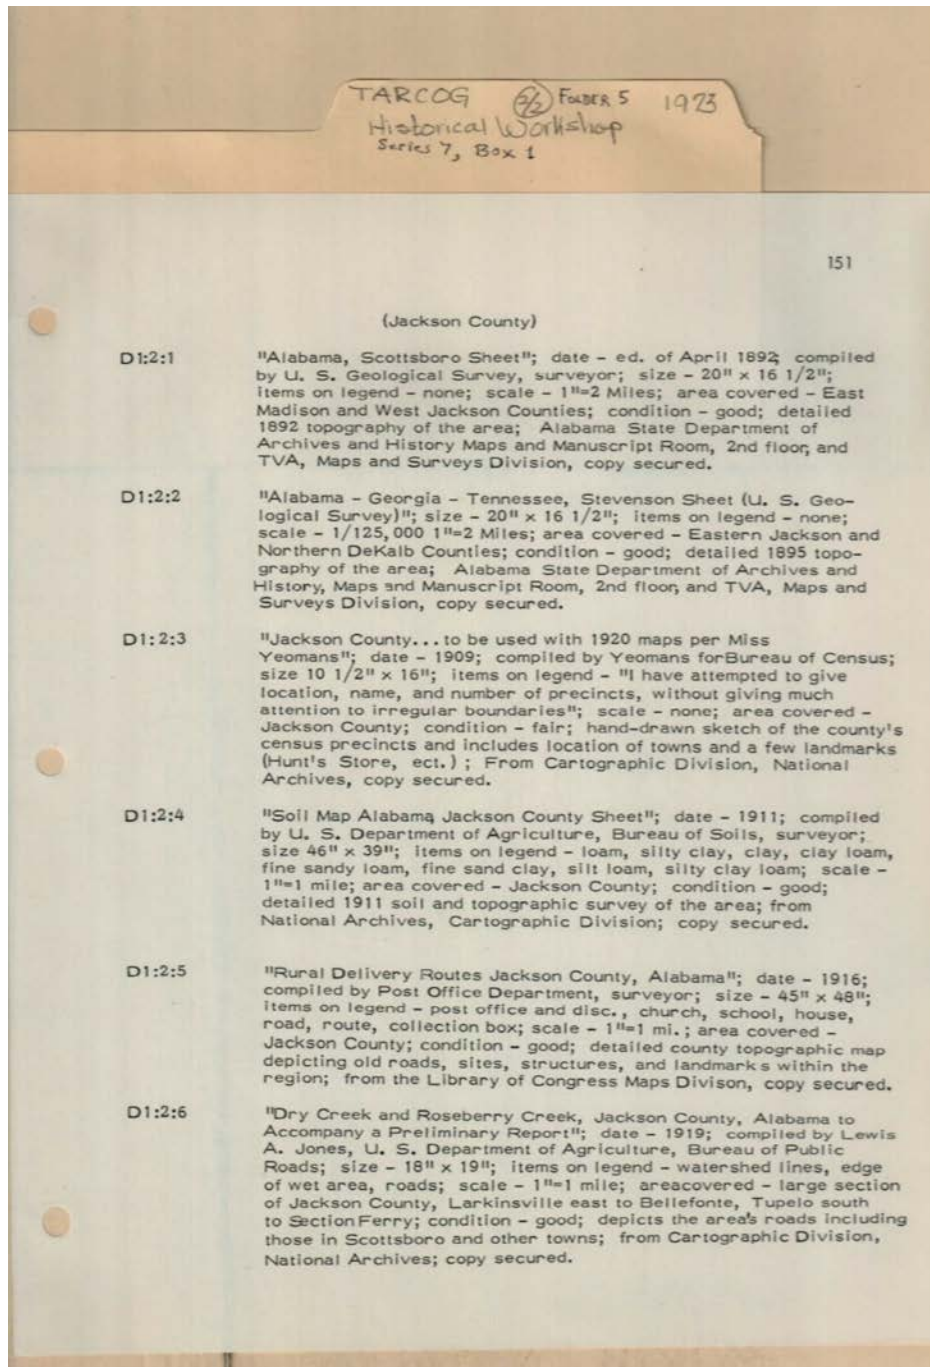 TARCOG 2/2 FOLDER 5 1973
Historical Workshop
Series 7, Box 1
151
(Jackson County)
D1:2:1 "Alabama, Scottsboro Sheet"; date - ed. of April 1892; compiled
by U. S. Geological Survey, surveyor; size - 20" x 16 1/2";
items on legend - none; scale - 1"=2 Miles; area covered - East
Madison and West Jackson Counties; condition - good; detailed
1892 topography of the area; Alabama State Department of
Archives and History Maps and Manuscript Room, 2nd floor, and
TVA, Maps and Surveys Division, copy secured.
D1:2:2 "Alabama - Georgia - Tennessee, Stevenson Sheet (U. S. Geo-
logical Survey)"; size - 20" x 16 1/2"; items on legend - none;
scale - 1/125,000 1"=2 Miles; area covered - Eastern Jackson and
Northern DeKalb Counties; condition - good; detailed 1895 topo-
graphy of the area; Alabama State Department of Archives and
History, Maps and Manuscript Room, 2nd floor, and TVA, Maps and
Surveys Division, copy secured.
D1:2:3 "Jackson County...to be used with 1920 maps per Miss
Yeomans"; date - 1909; compiled by Yeomans forBureau of Census;
size 10 1/2" x 16"; items on legend - "I have attempted to give
location, name, and number of precincts, without giving much
attention to irregular boundaries"; scale - none; area covered -
Jackson County; condition - fair; hand-drawn sketch of the county's
census precincts and includes location of towns and a few landmarks
(Hunt's Store, ect.) ; From Cartographic Division, National
Archives, copy secured.
D1:2:4 "Soil Map Alabama, Jackson County Sheet"; date - 1911; compiled
by U. S. Department of Agriculture, Bureau of Soils, surveyor;
size 46" x 39"; items on legend - loam, silty clay, clay, clay loam,
fine sandy loam, fine sand clay, silt loam, silty clay loam; scale -
1"=1 mile; area covered - Jackson County; condition - good;
detailed 1911 soil and topographic survey of the area; from
National Archives, Cartographic Division; copy secured.
D1:2:5 "Rural Delivery Routes Jackson County, Alabama"; date - 1916;
compiled by Post Office Department, surveyor; size - 45" x 48";
items on legend - post office and disc., church, school, house,
road, route, collection box; scale - 1"=1 mi.; area covered -
Jackson County; condition - good; detailed county topographic map
depicting old roads, sites, structures, and landmarks within the
region; from the Library of Congress Maps Divison, copy secured.
D1:2:6 "Dry Creek and Roseberry Creek, Jackson County, Alabama to
Accompany a Preliminary Report"; date - 1919; compiled by Lewis
A. Jones, U. S. Department of Agriculture, Bureau of Public
Roads; size - 18" x 19"; items on legend - watershed lines, edge
of wet area, roads; scale - 1"=1 mile; areacovered - large section
of Jackson County, Larkinsville east to Bellefonte, Tupelo south
to Section Ferry; condition - good; depicts the area's roads including
those in Scottsboro and other towns; from Cartographic Division,
National Archives; copy secured.